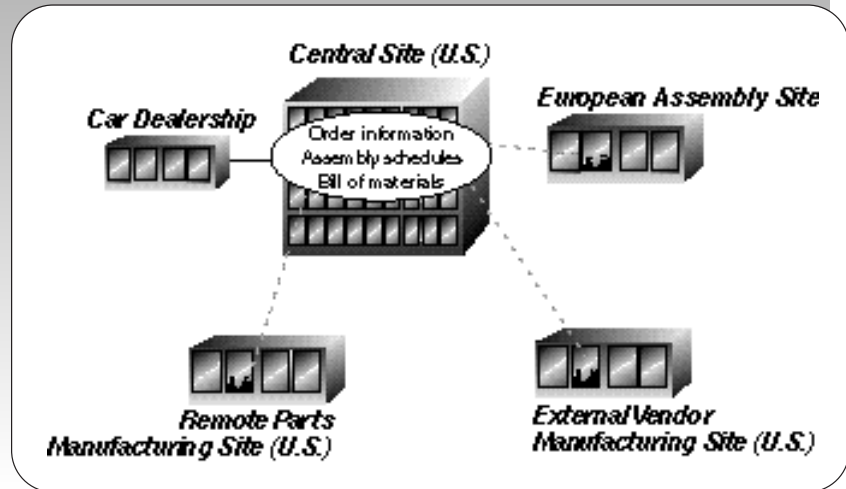 Central Site (U.S.)
European Assembly Site
Car Dealership
Order information
Assembly schedules
Bill of materials
Remote Parts
Manufacturing Site (U.S.)
External Vendor
Manufacturing Site (U.S.)